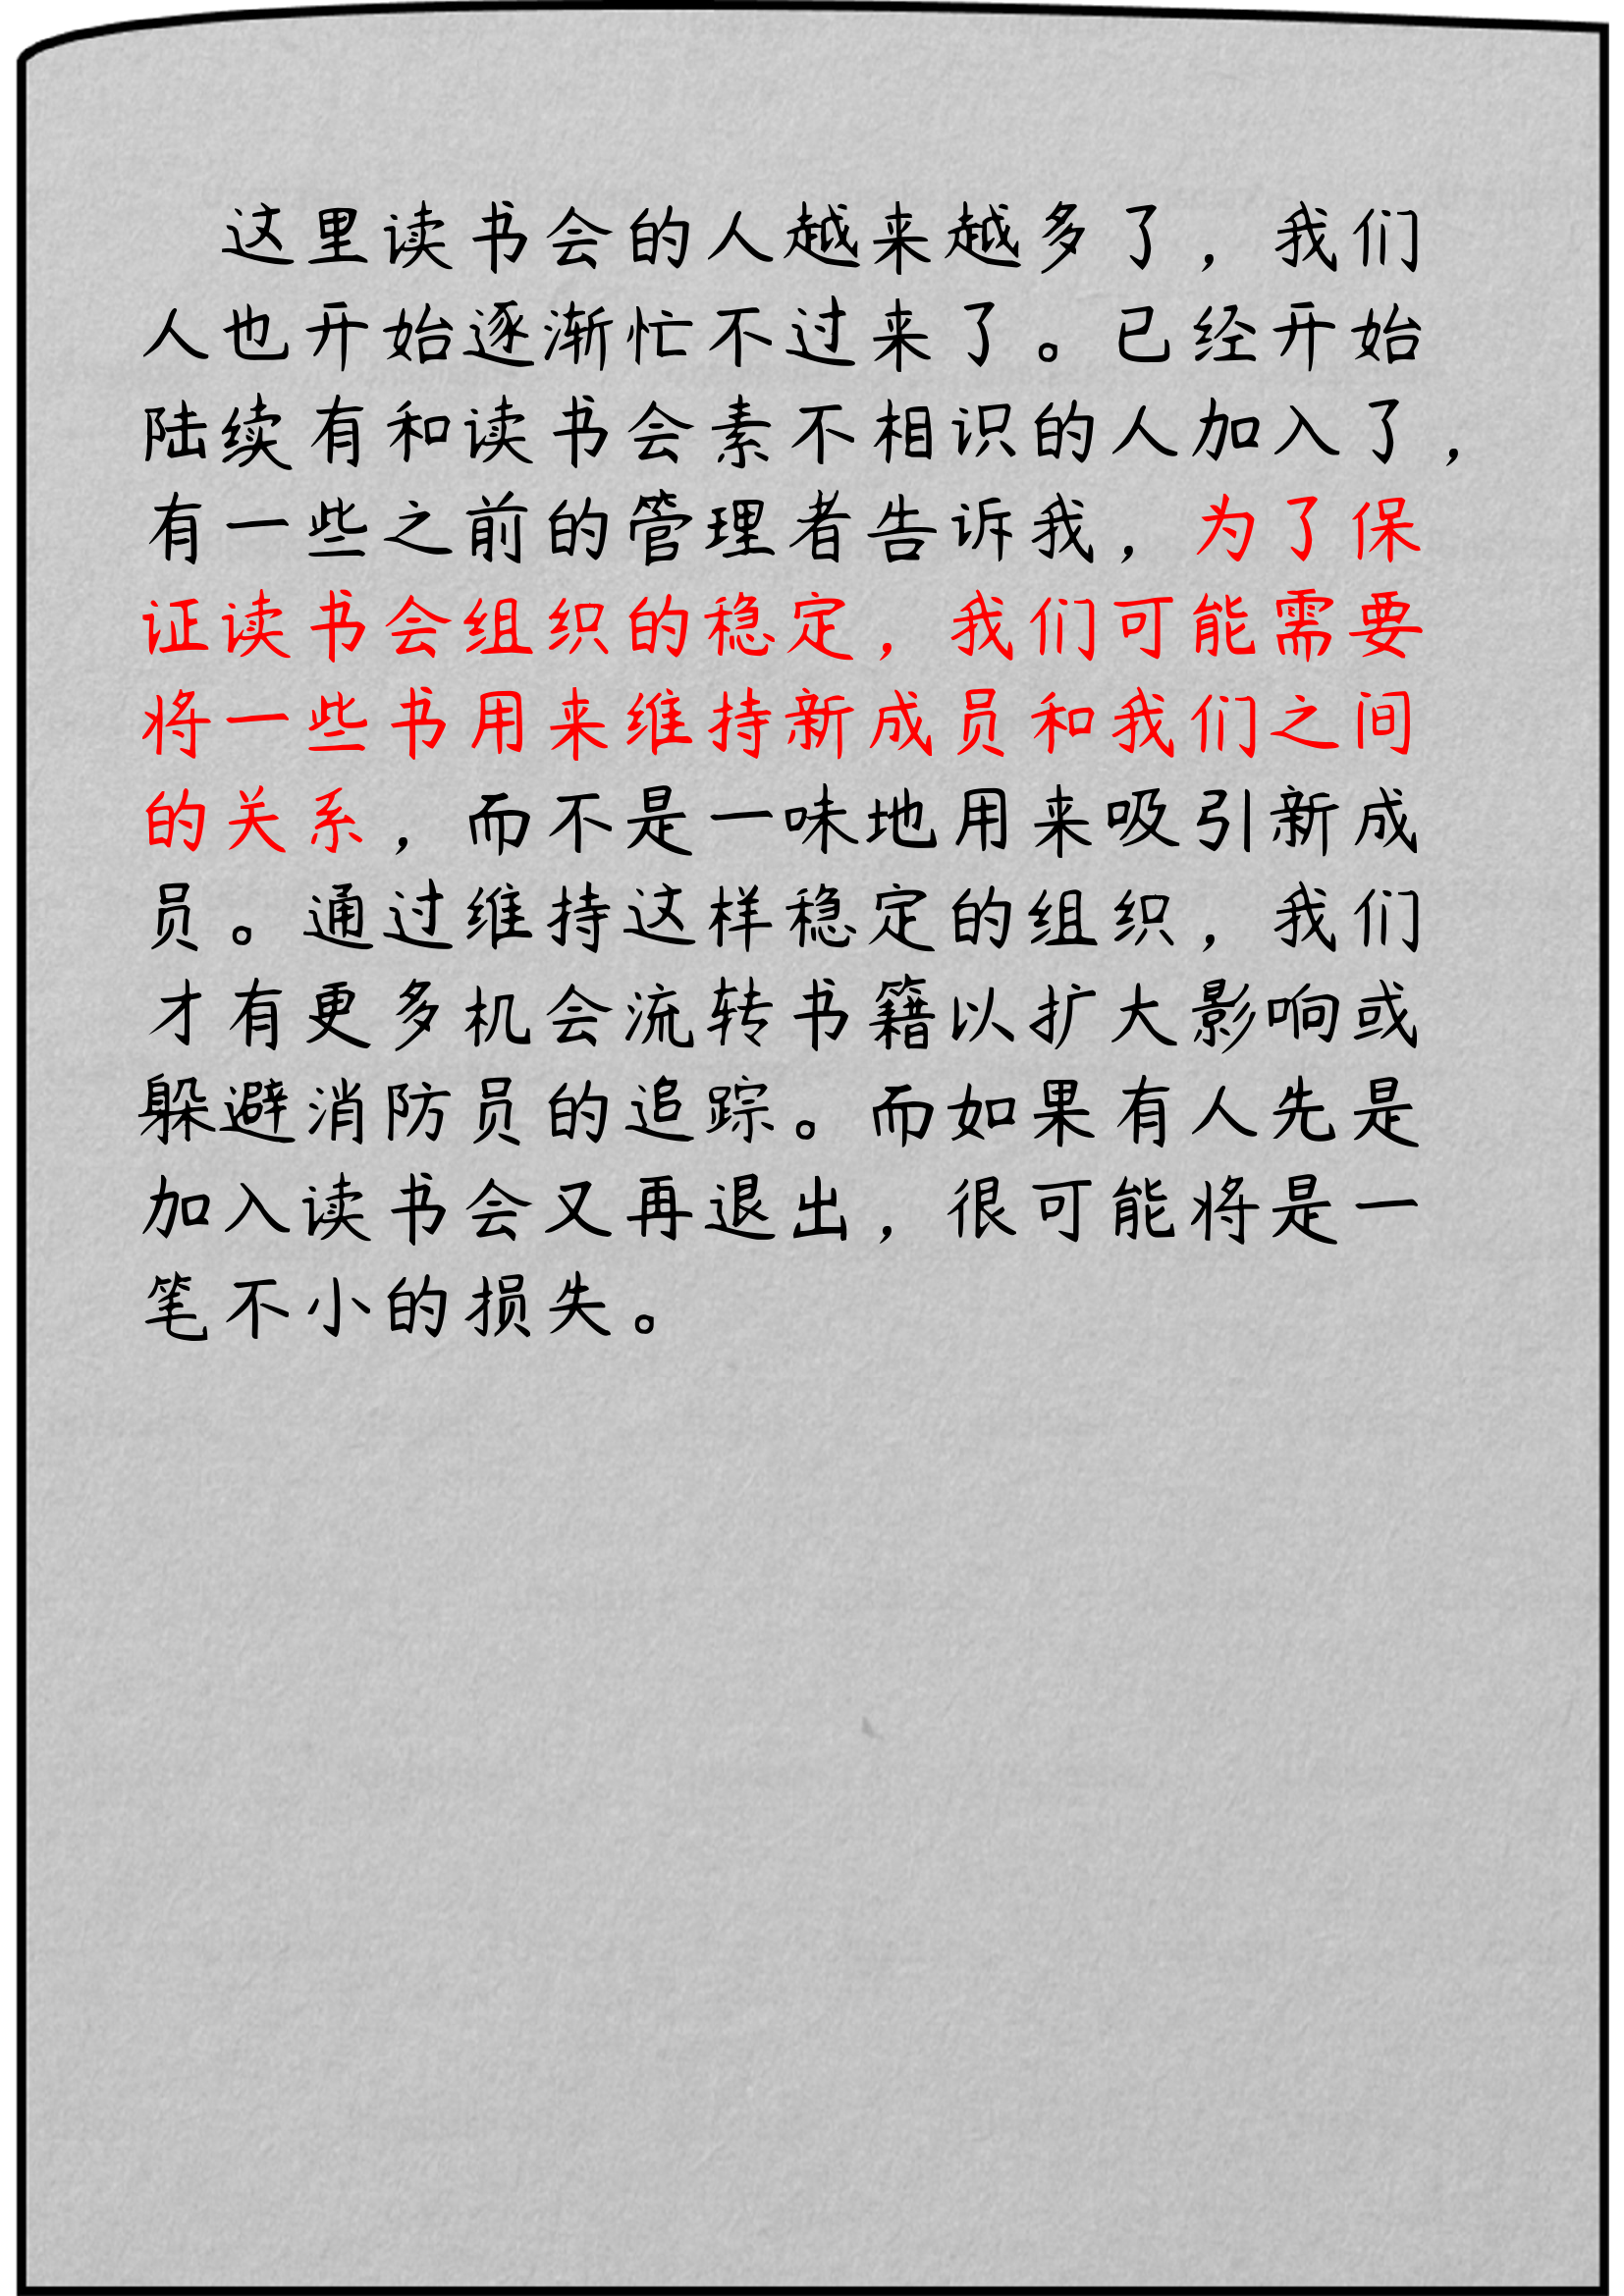 这里读书会的人越来越多了，我们
人也开始逐渐忙不过来了。已经开始
陆续有和读书会素不相识的人加入了，
有一些之前的管理者告诉我，为了保
证读书会组织的稳定，我们可能需要
将一些书用来维持新成员和我们之间
的关系，而不是一味地用来吸引新成
员。通过维持这样稳定的组织，我们
才有更多机会流转书籍以扩大影响或
躲避消防员的追踪。而如果有人先是
加入读书会又再退出，很可能将是一
笔不小的损失。